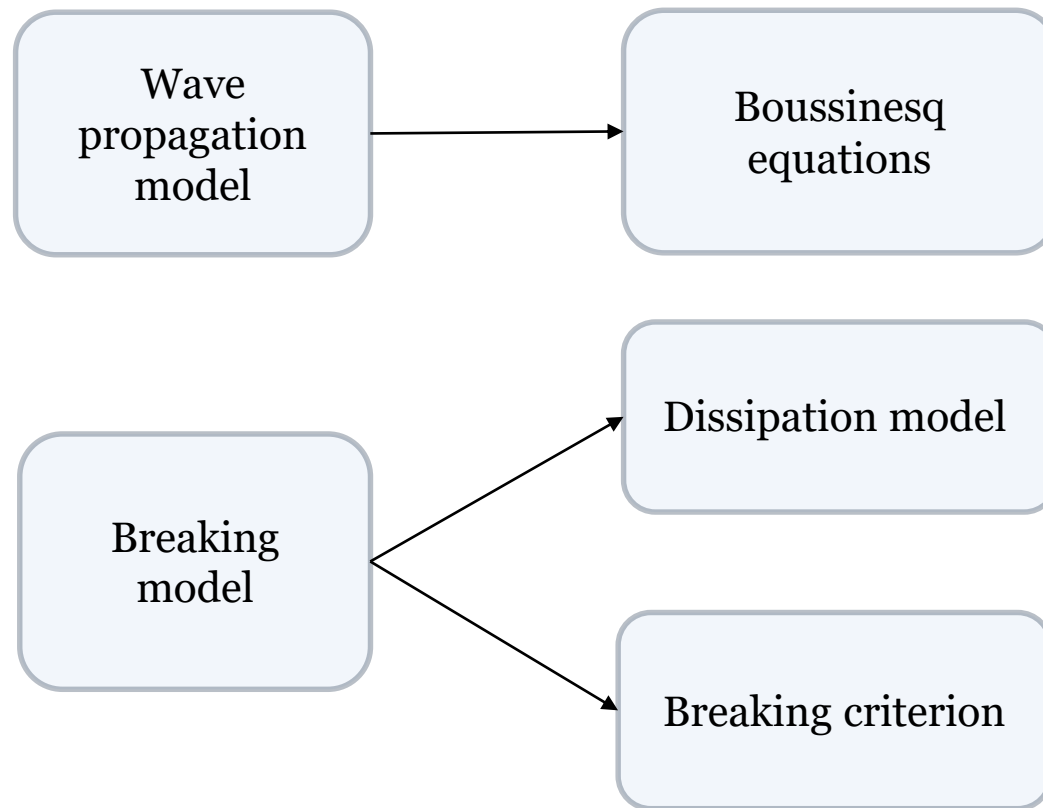 Wave
propagation
model
Boussinesq
equations
Breaking
model
Dissipation model
Breaking criterion